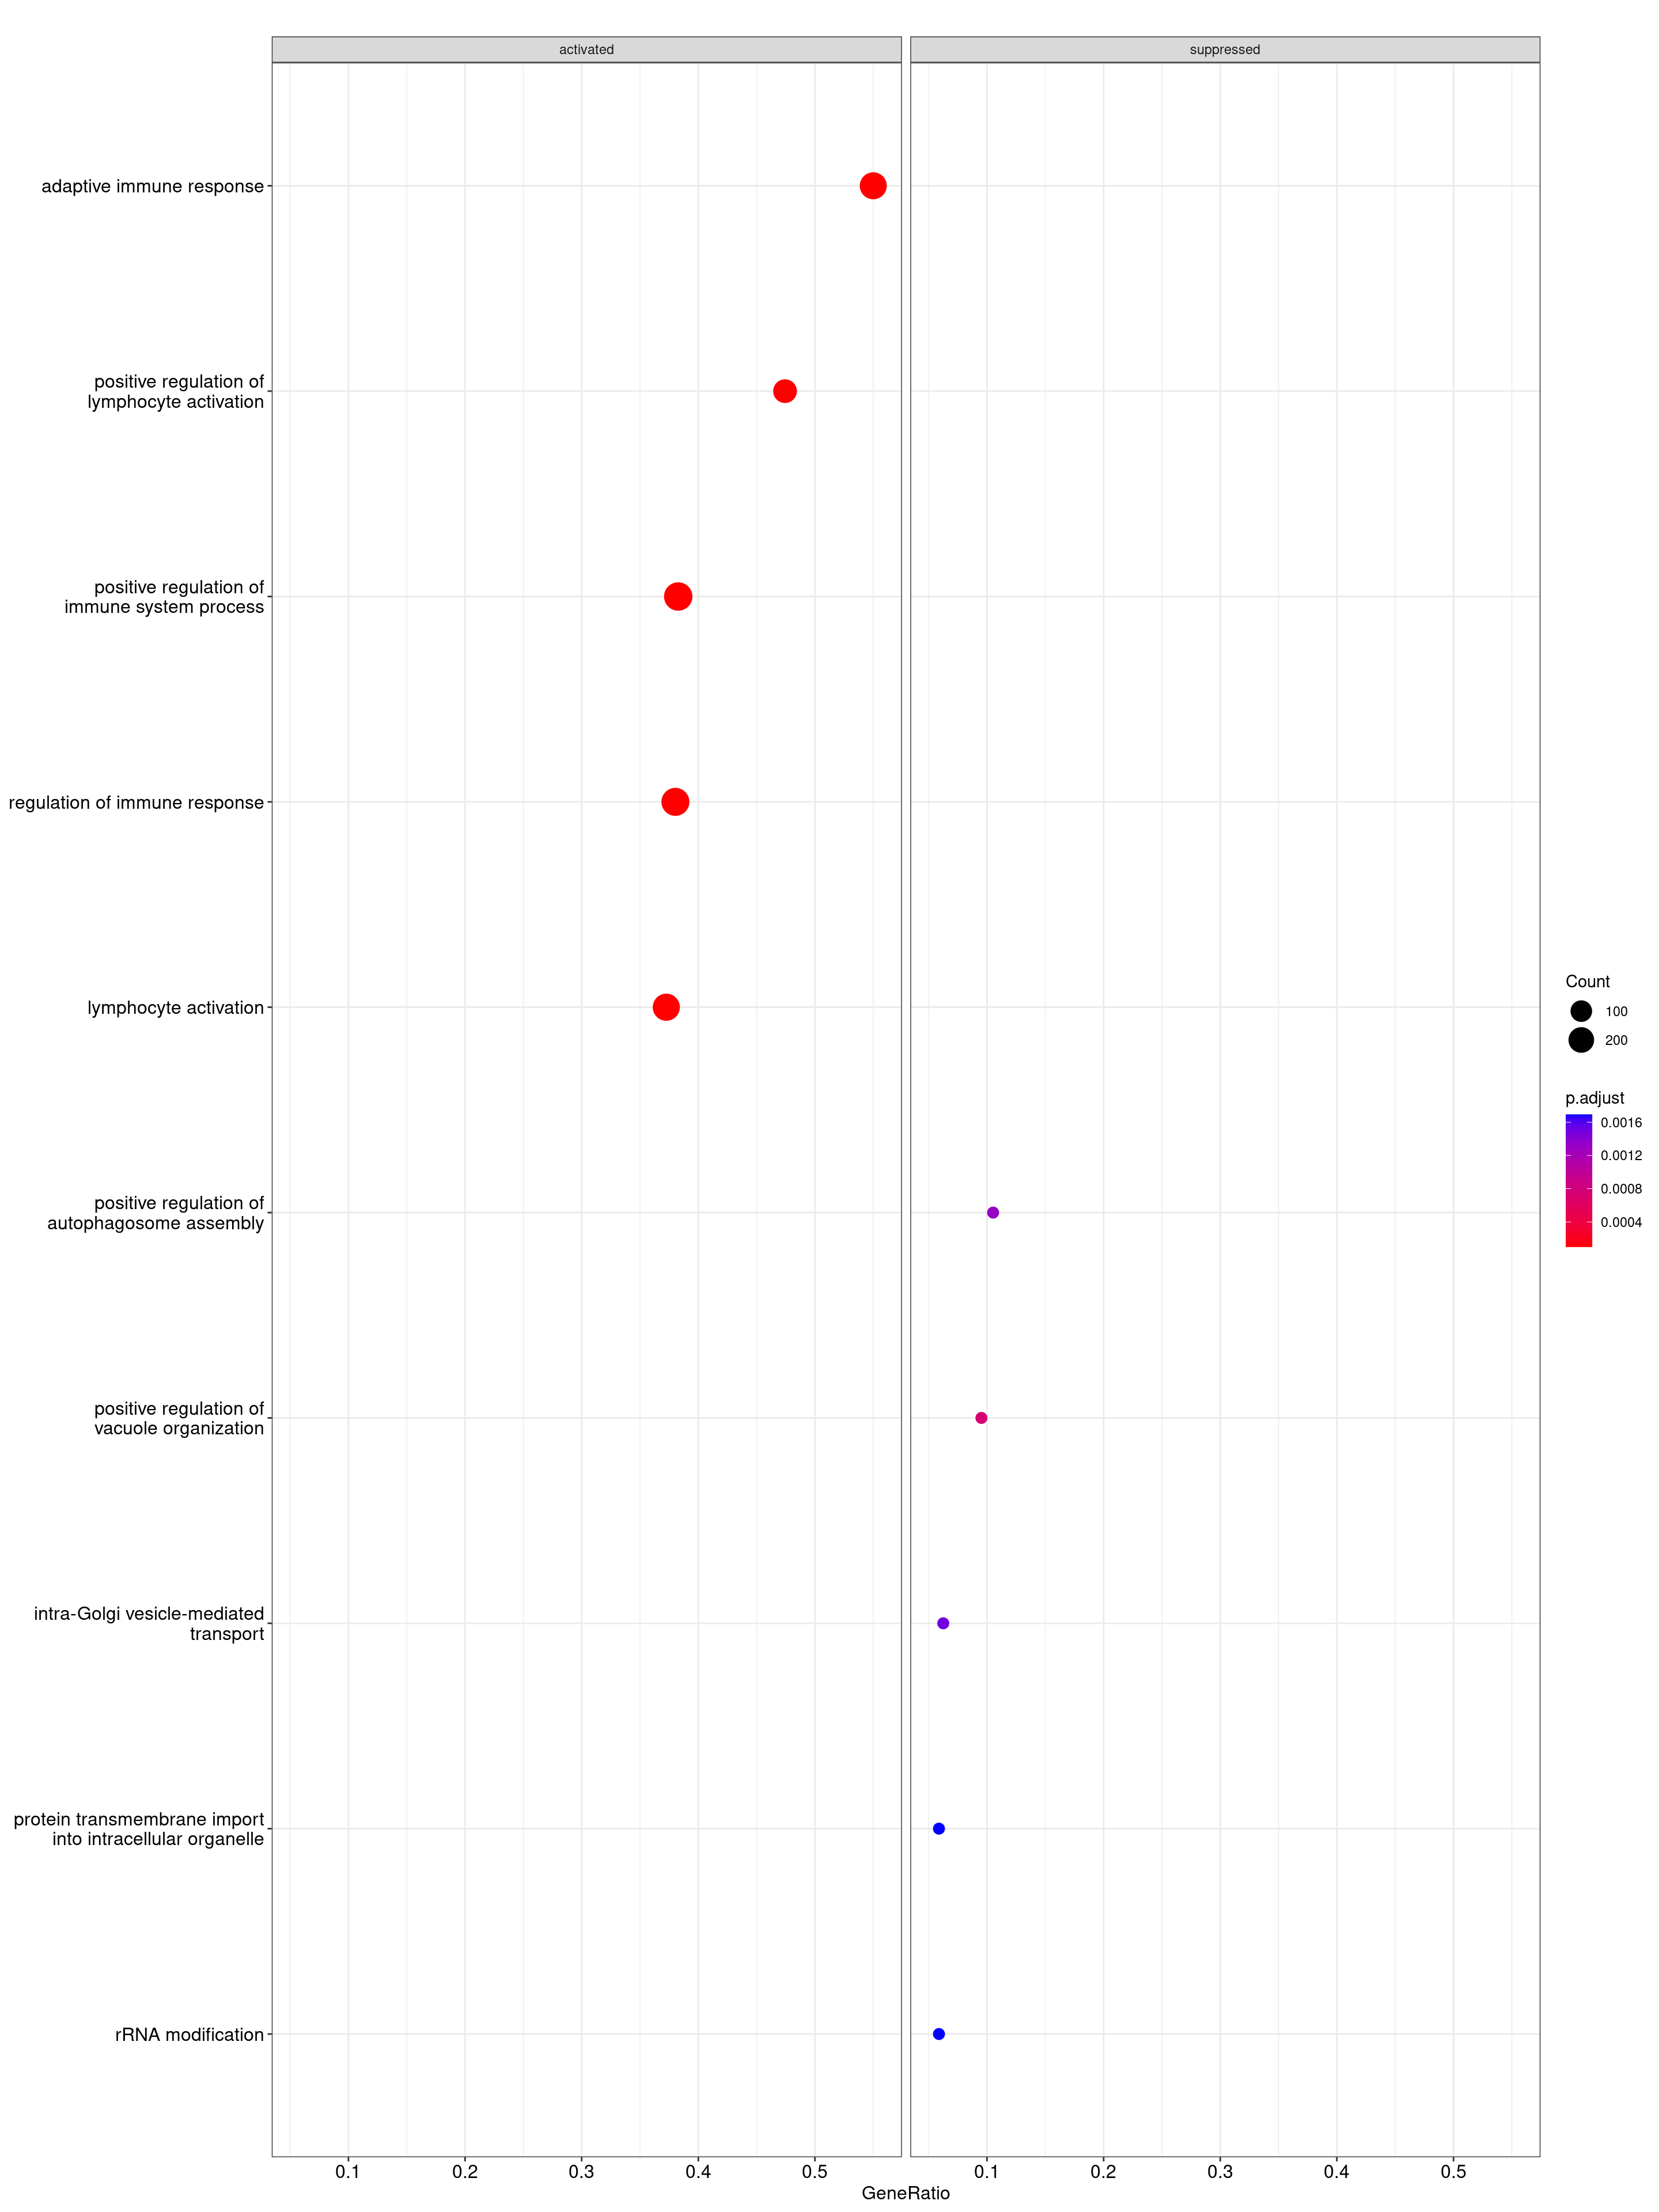 activated
suppressed
adaptive immune response
positive regulation of
lymphocyte activation
positive regulation of
immune system process
regulation of immune response
lymphocyte activation
positive regulation of
autophagosome assembly
positive regulation of
vacuole organization
intra-Golgi vesicle-mediated
transport
protein transmembrane import
into intracellular organelle
rRNA modification
0.1 0.2 0.3 0.4 0.5
0.1 0.2 0.3 0.4 0.5
GeneRatio
Count
100
200
p.adjust
0.0016
0.0012
0.0008
0.0004